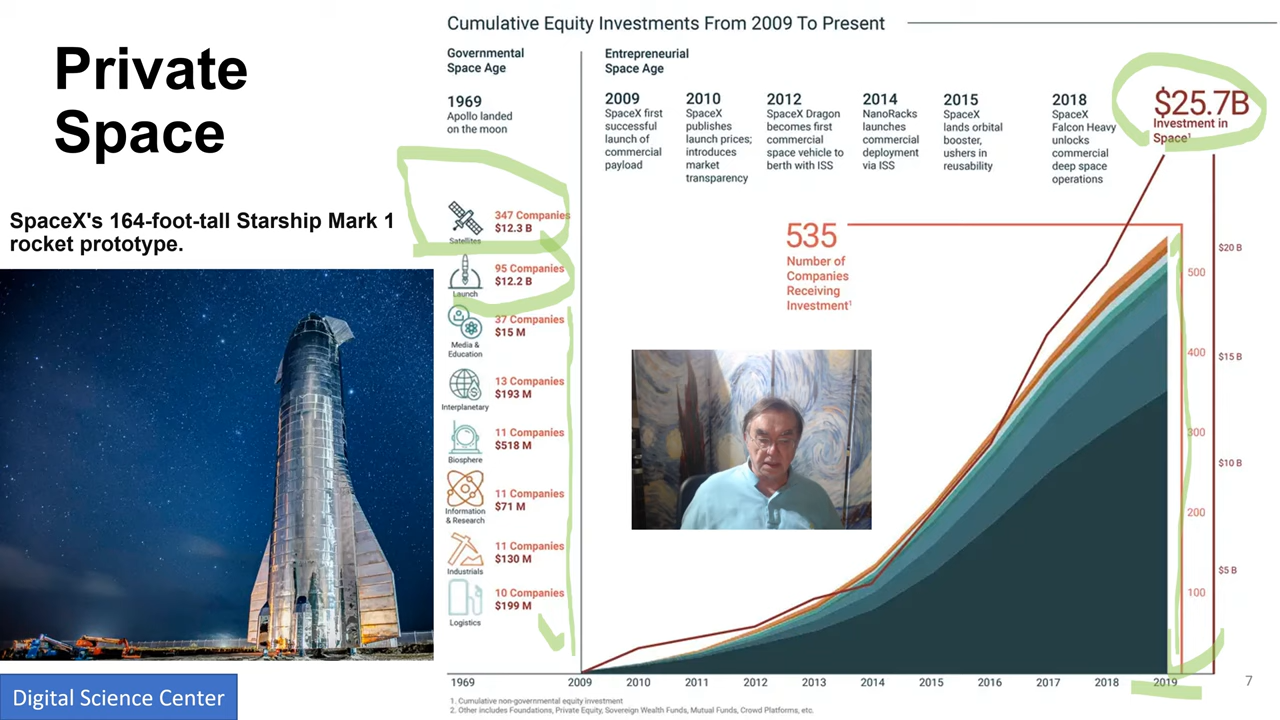 Private
Space
SpaceX's 164-foot-tall Starship Mark 1
rocket prototype.
Digital Science Center
Cumulative Equity Investments From 2009 To Present
Governmental
Space Age
1969
Apollo landed
on the moon
Entrepreneurial
Space Age
2009
SpaceX first
successful
launch of
commercial
payload
2010
SpaceX
publishes
launch prices;
introduces
market
transparency
2012
SpaceX Dragon
becomes first
commercial
space vehicle to
berth with ISS
2014
NanoRacks
launches
commercial
deployment
via ISS
2015
SpaceX
lands orbital
booster,
ushers in
reusability
2018
SpaceX
Falcon Heavy
unlocks
commercial
deep space
operations
$25.7B
Investment in
Space¹
347 Companies
$12.3 B
Satellites
95 Companies
$12.2 B
Launch
37 Companies
$15 M
Media &
Education
13 Companies
$193 M
Interplanetary
11 Companies
$518 M
Biosphere
11 Companies
$71 M
Information
& Research
11 Companies
$130 M
Industrials
10 Companies
$199 M
Logistics
535
Number of
Companies
Receiving
Investment¹
500
400
300
200
100
$20 B
$15 B
$10 B
$5 B
1969 2009 2010 2011 2012 2013 2014 2015 2016 2017 2018 2019
7
1. Cumulative non-governmental equity investment
2. Other includes Foundations, Private Equity, Sovereign Wealth Funds, Mutual Funds, Crowd Platforms, etc.